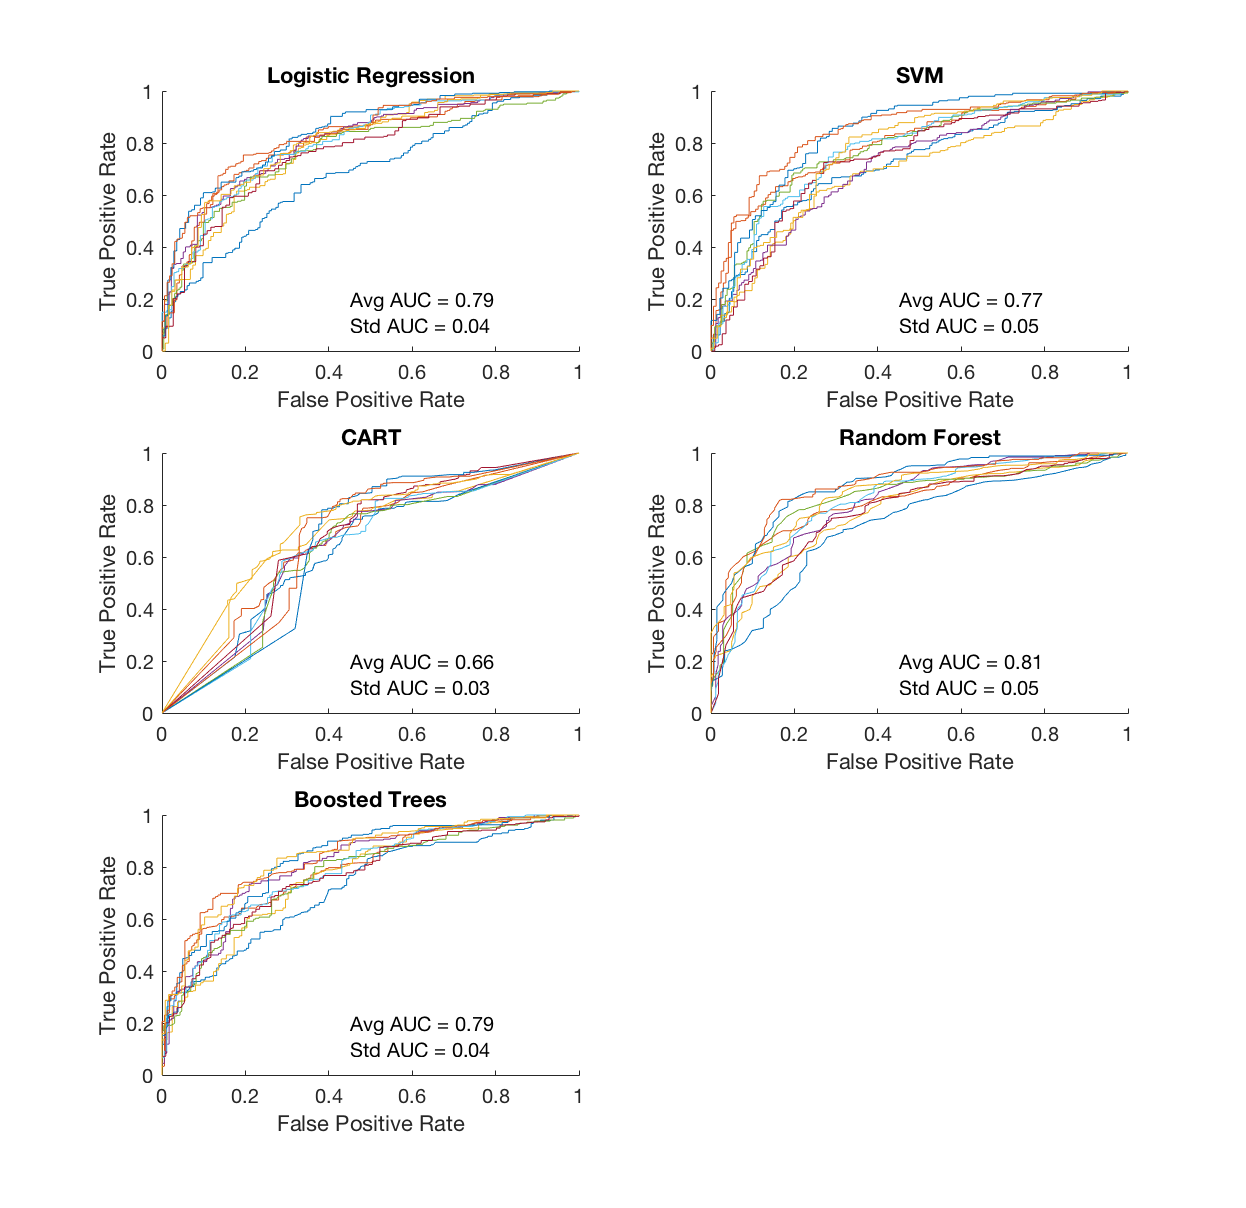 Logistic Regression
True Positive Rate
1
0.8
0.6
0.4
0.2
0
Avg AUC = 0.79
Std AUC = 0.04
0 0.2 0.4 0.6 0.8 1
False Positive Rate
SVM
True Positive Rate
1
0.8
0.6
0.4
0.2
0
Avg AUC = 0.77
Std AUC = 0.05
0 0.2 0.4 0.6 0.8 1
False Positive Rate
CART
True Positive Rate
1
0.8
0.6
0.4
0.2
0
Avg AUC = 0.66
Std AUC = 0.03
0 0.2 0.4 0.6 0.8 1
False Positive Rate
Random Forest
True Positive Rate
1
0.8
0.6
0.4
0.2
0
Avg AUC = 0.81
Std AUC = 0.05
0 0.2 0.4 0.6 0.8 1
False Positive Rate
Boosted Trees
True Positive Rate
1
0.8
0.6
0.4
0.2
0
Avg AUC = 0.79
Std AUC = 0.04
0 0.2 0.4 0.6 0.8 1
False Positive Rate